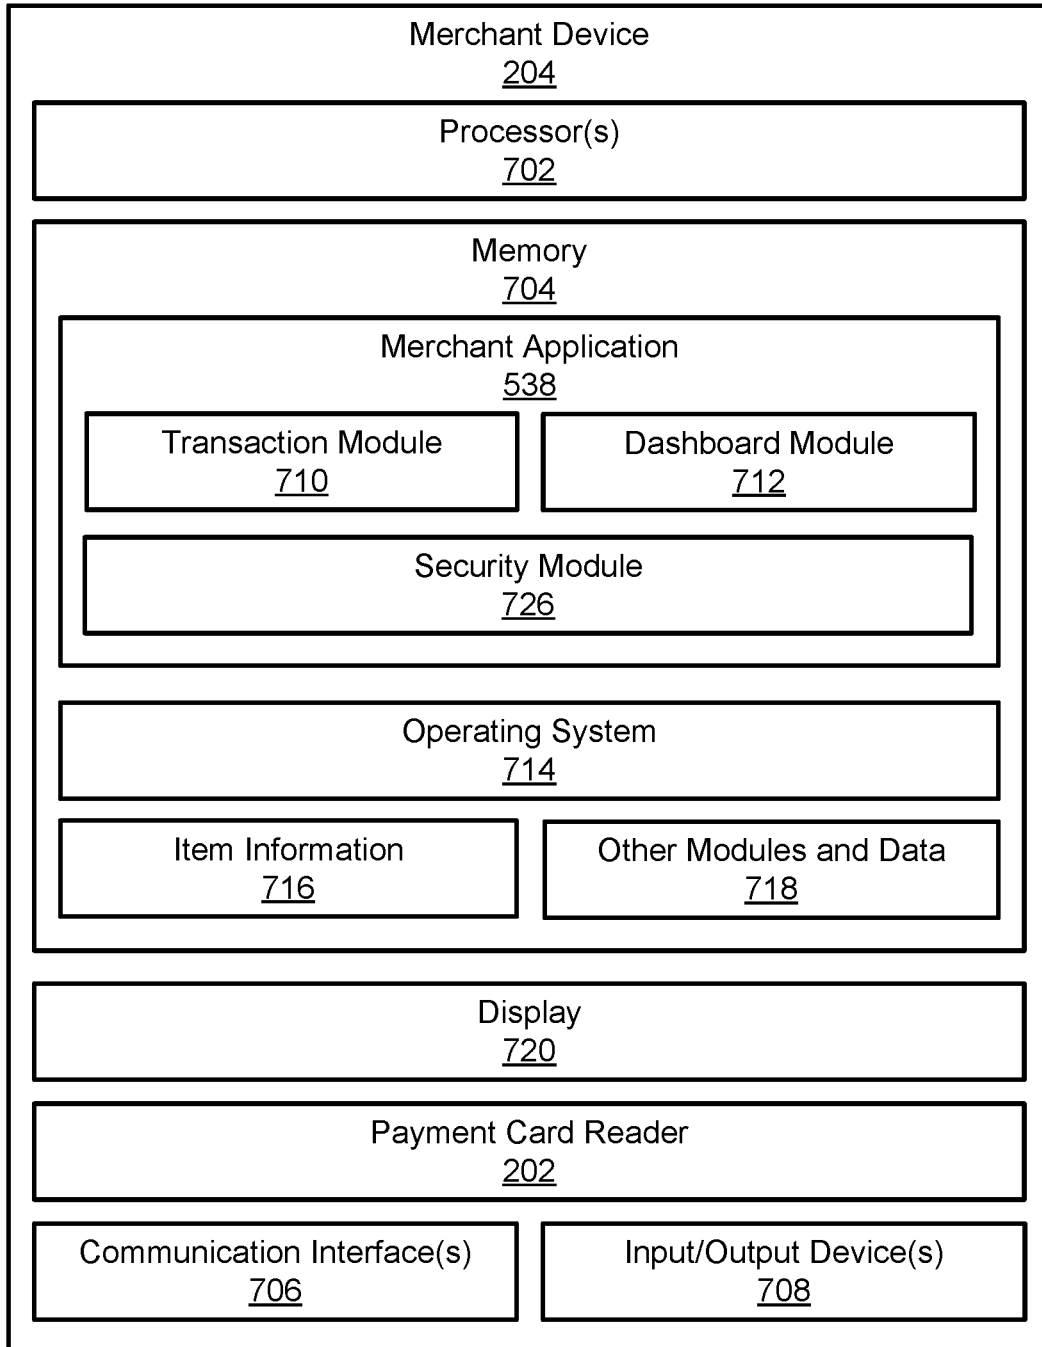 Merchant Device
204
Processor(s)
702
Memory
704
Merchant Application
538
Transaction Module
710
Dashboard Module
712
Security Module
726
Operating System
714
Item Information
716
Other Modules and Data
718
Display
720
Payment Card Reader
202
Communication Interface(s)
706
Input/Output Device(s)
708